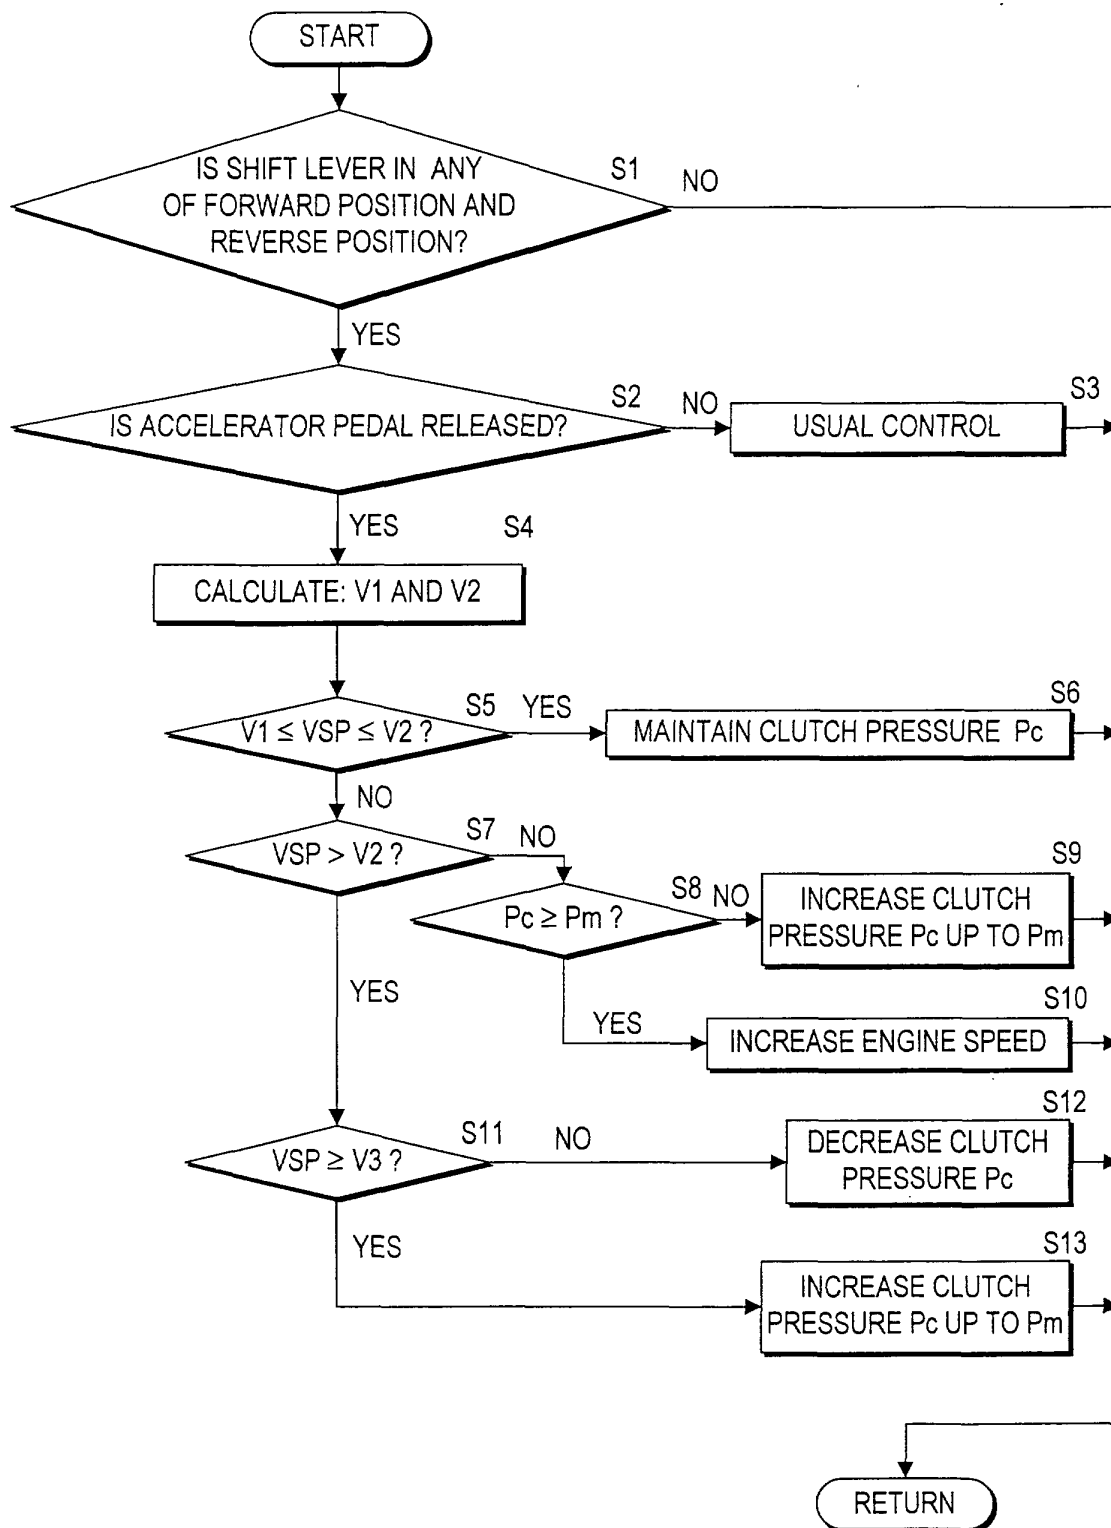 START
IS SHIFT LEVER IN ANY
OF FORWARD POSITION AND
REVERSE POSITION?
S1
NO
YES
IS ACCELERATOR PEDAL RELEASED?
S2
NO
USUAL CONTROL
S3
YES
S4
CALCULATE: V1 AND V2
V1 ≤ VSP ≤ V2 ?
S5
YES
MAINTAIN CLUTCH PRESSURE Pc
S6
NO
VSP > V2 ?
S7
NO
Pc ≥ Pm ?
S8
NO
INCREASE CLUTCH
PRESSURE Pc UP TO Pm
S9
YES
YES
INCREASE ENGINE SPEED
S10
VSP ≥ V3 ?
S11
NO
DECREASE CLUTCH
PRESSURE Pc
S12
YES
INCREASE CLUTCH
PRESSURE Pc UP TO Pm
S13
RETURN